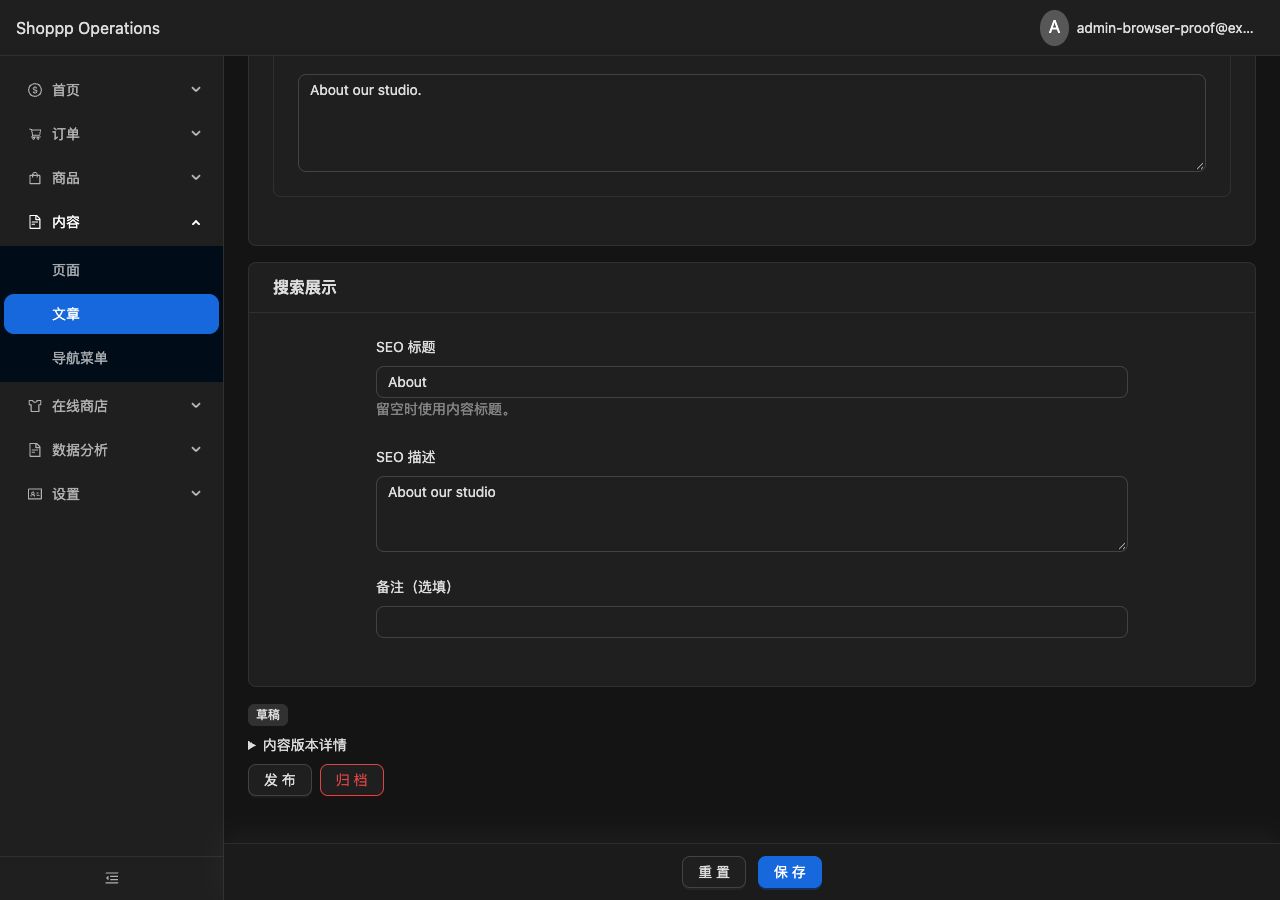 Shoppp Operations
A
admin-browser-proof@ex...
首页
订单
商品
内容
页面
文章
导航菜单
在线商店
数据分析
设置
About our studio.
搜索展示
SEO 标题
About
留空时使用内容标题。
SEO 描述
About our studio
备注（选填）
草稿
内容版本详情
发 布
归 档
重 置
保 存